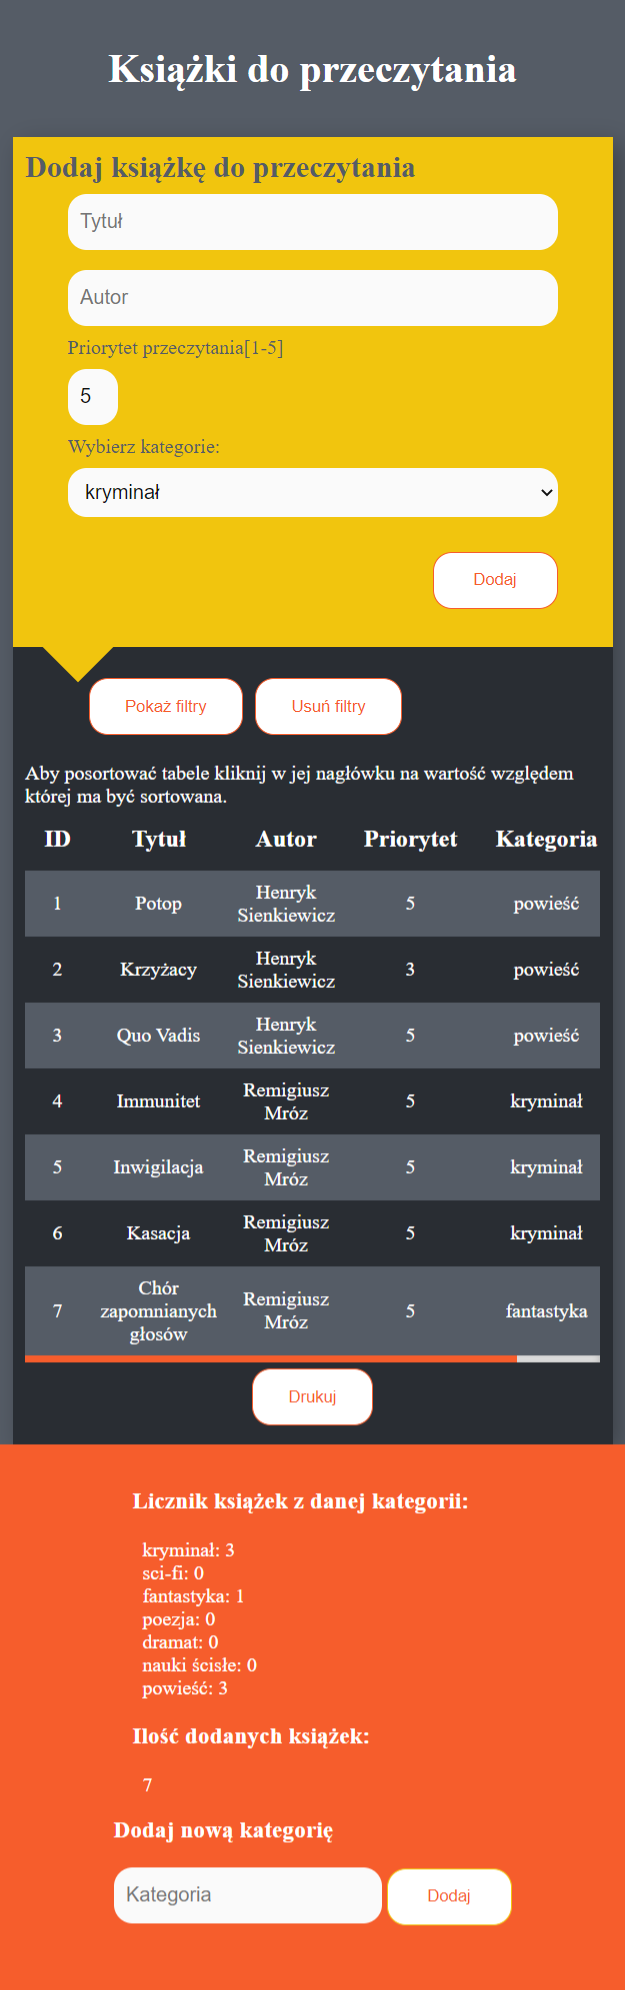 Książki do przeczytania
Dodaj książkę do przeczytania
Tytuł
Autor
Priorytet przeczytania[1-5]
5
Wybierz kategorie:
kryminał
Dodaj
Pokaż filtry Usuń filtry
Aby posortować tabele kliknij w jej nagłówku na wartość względem
której ma być sortowana.
ID Tytuł Autor Priorytet Kategoria
1 Potop Henryk Sienkiewicz 5 powieść
2 Krzyżacy Henryk Sienkiewicz 3 powieść
3 Quo Vadis Henryk Sienkiewicz 5 powieść
4 Immunitet Remigiusz Mróz 5 kryminał
5 Inwigilacja Remigiusz Mróz 5 kryminał
6 Kasacja Remigiusz Mróz 5 kryminał
7 Chór zapomnianych głosów Remigiusz Mróz 5 fantastyka
Drukuj
Licznik książek z danej kategorii:
kryminał: 3
sci-fi: 0
fantastyka: 1
poezja: 0
dramat: 0
nauki ścisłe: 0
powieść: 3
Ilość dodanych książek:
7
Dodaj nową kategorię
Kategoria Dodaj